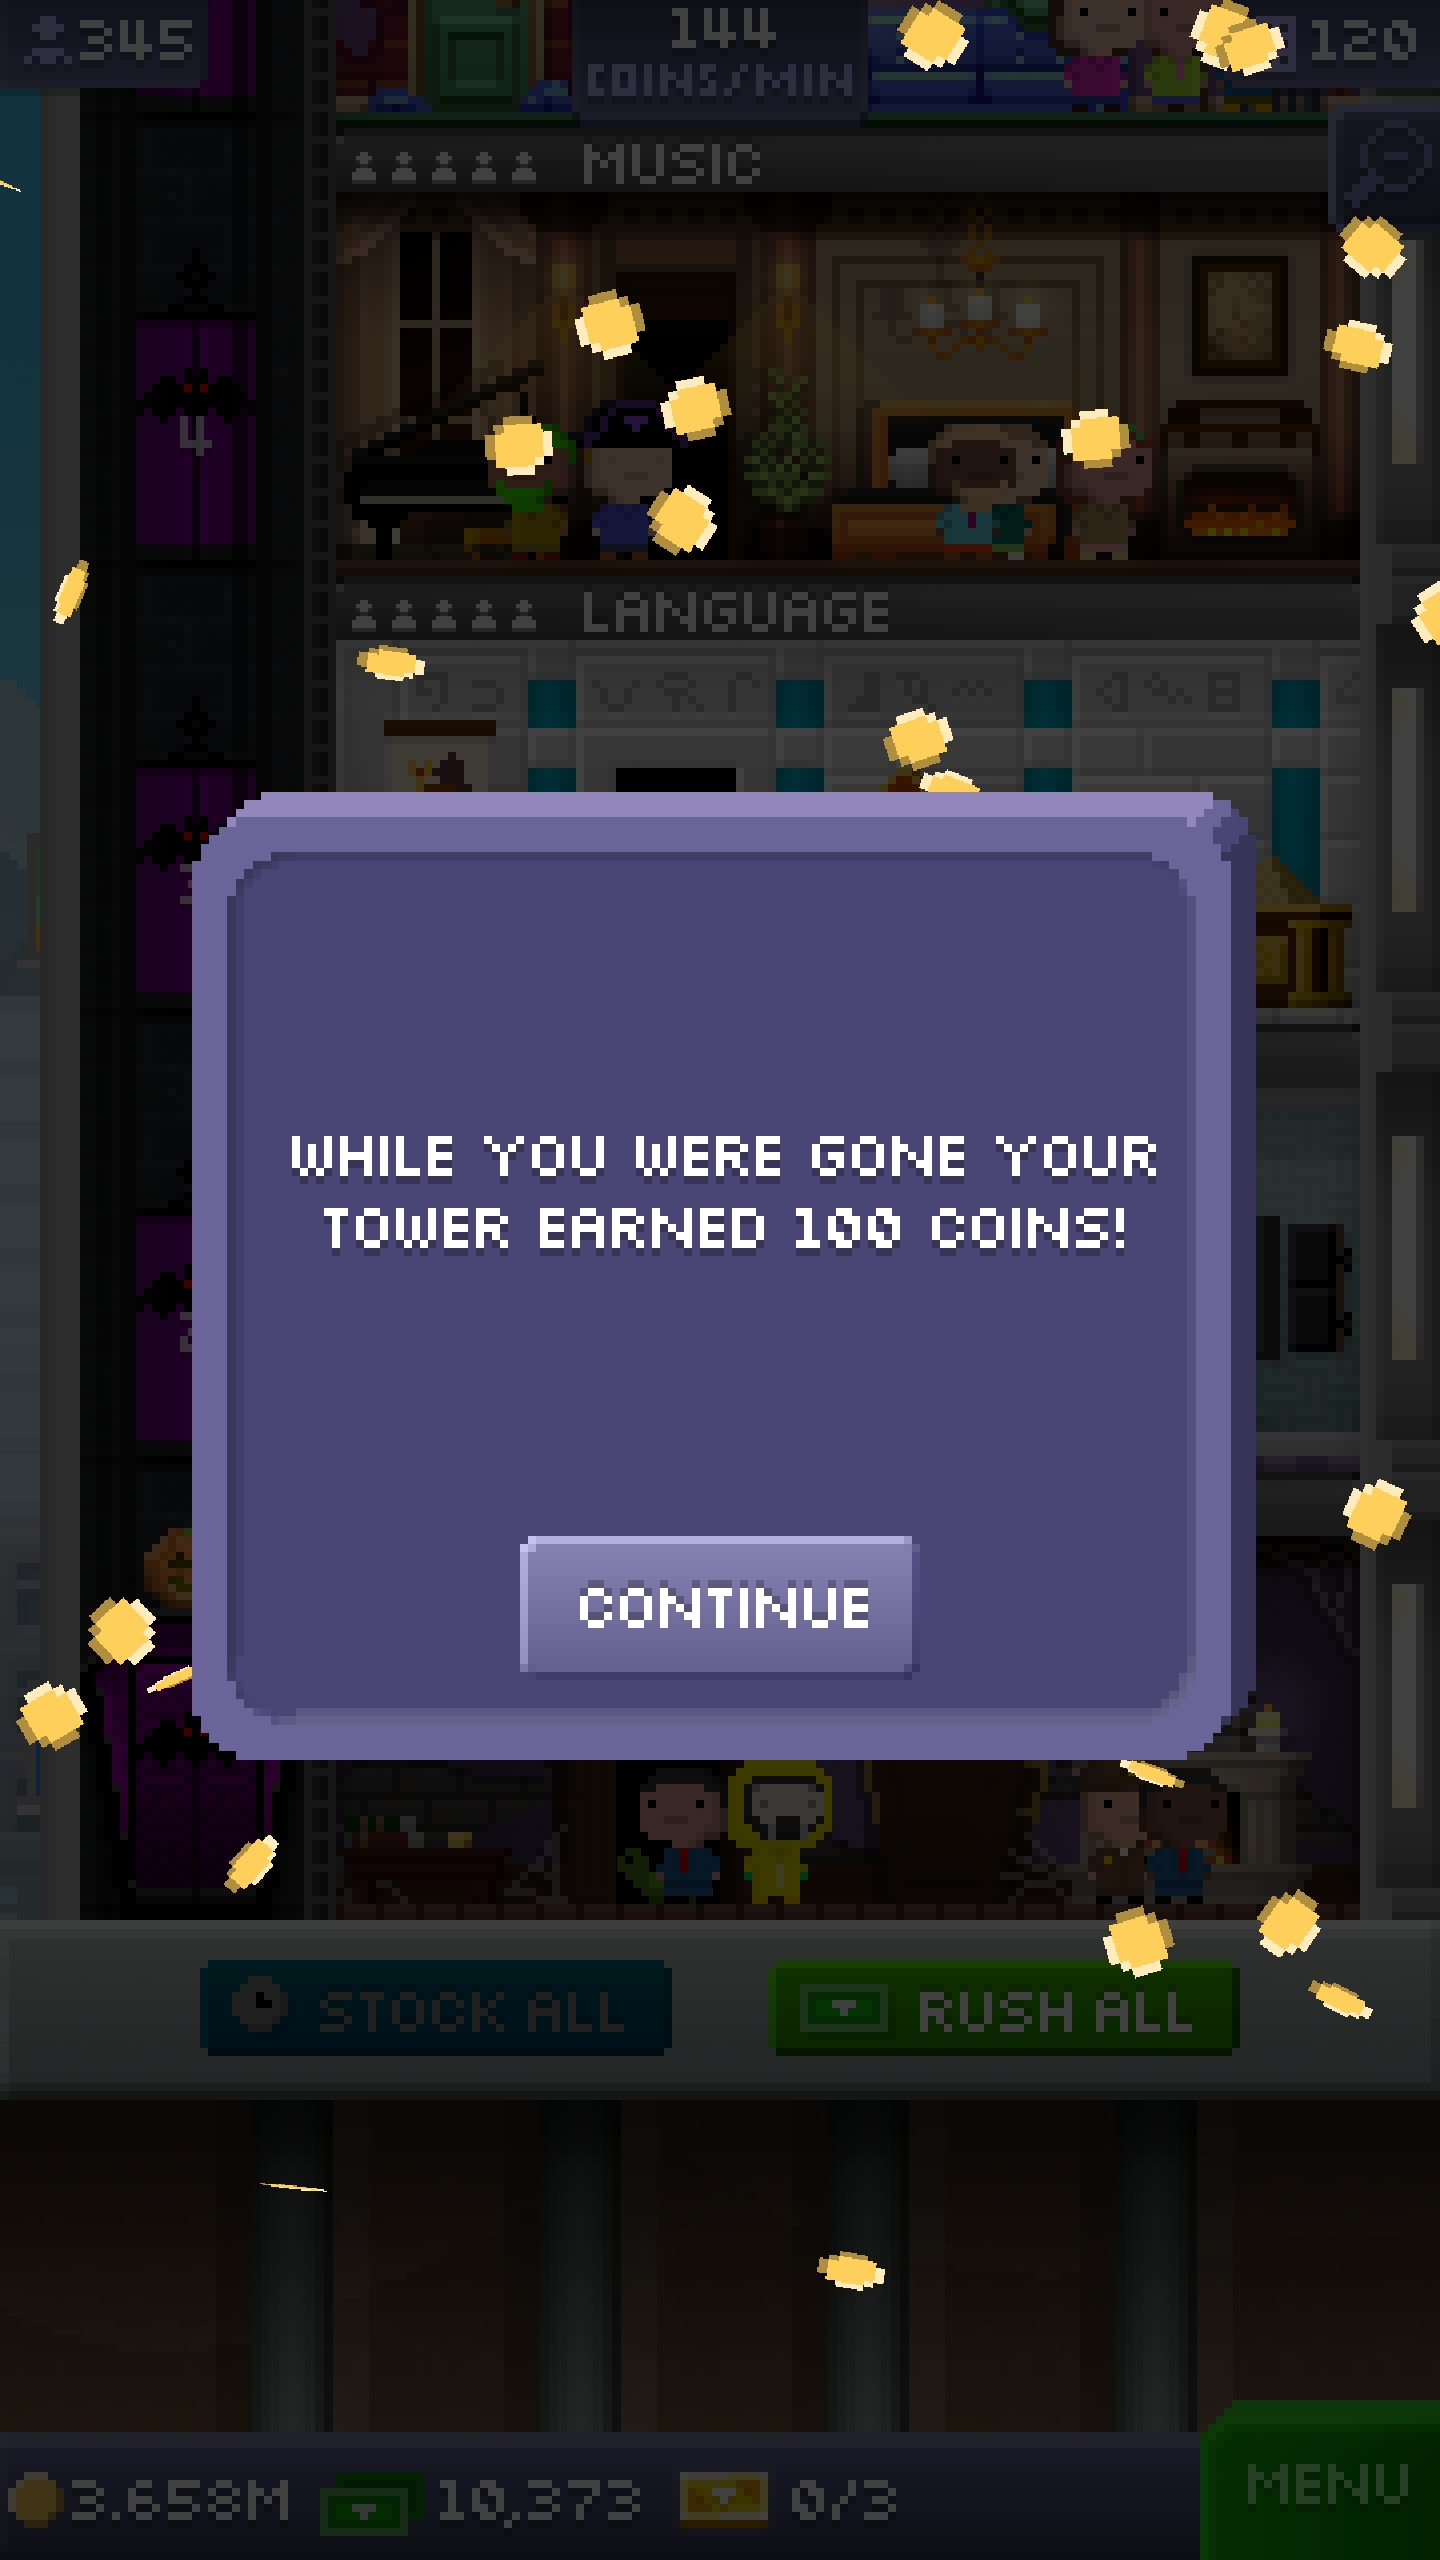 345
144
COINS/MIN
120
MUSIC
4
LANGUAGE
WHILE YOU WERE GONE YOUR
TOWER EARNED 100 COINS!
CONTINUE
STOCK ALL
RUSH ALL
3.658M
10,373
0/3
MENU